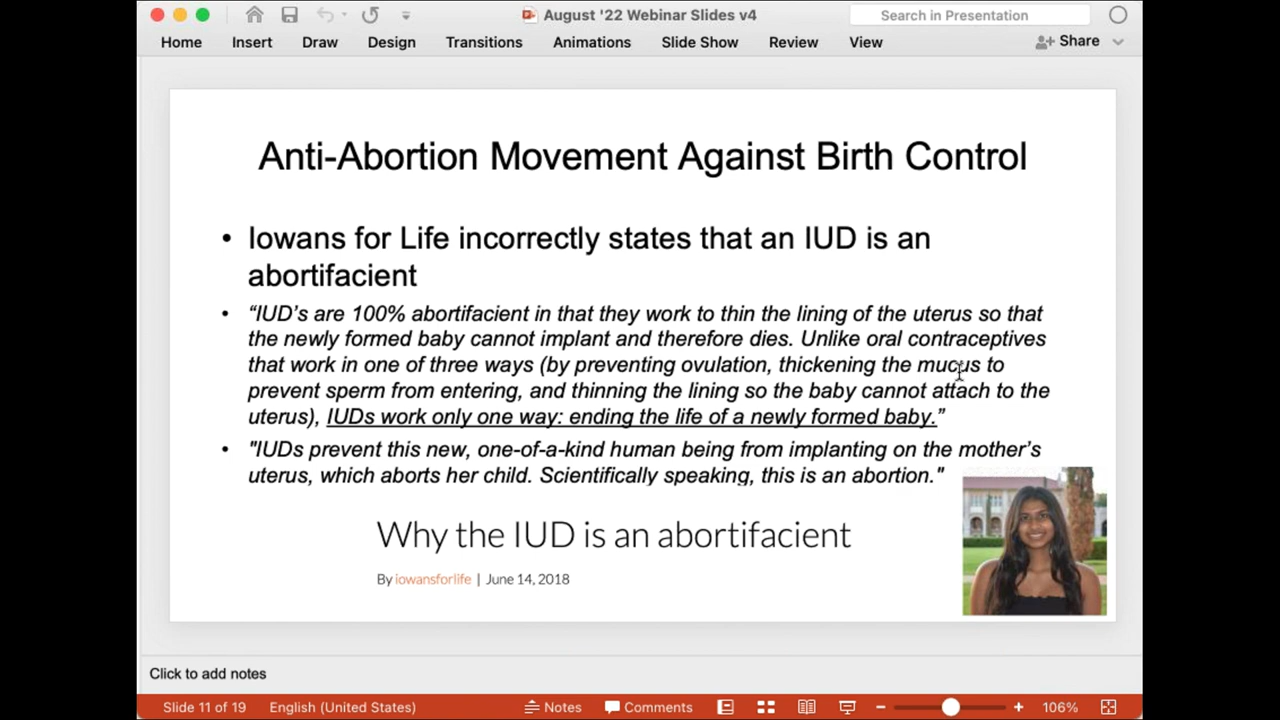 August '22 Webinar Slides v4
Search in Presentation
Home Insert Draw Design Transitions Animations Slide Show Review View Share
Anti-Abortion Movement Against Birth Control
• Iowans for Life incorrectly states that an IUD is an
abortifacient
• “IUD’s are 100% abortifacient in that they work to thin the lining of the uterus so that
the newly formed baby cannot implant and therefore dies. Unlike oral contraceptives
that work in one of three ways (by preventing ovulation, thickening the mucus to
prevent sperm from entering, and thinning the lining so the baby cannot attach to the
uterus), IUDs work only one way: ending the life of a newly formed baby.”
• "IUDs prevent this new, one-of-a-kind human being from implanting on the mother’s
uterus, which aborts her child. Scientifically speaking, this is an abortion."
Why the IUD is an abortifacient
By iowansforlife | June 14, 2018
Click to add notes
Slide 11 of 19 English (United States) Notes Comments 106%